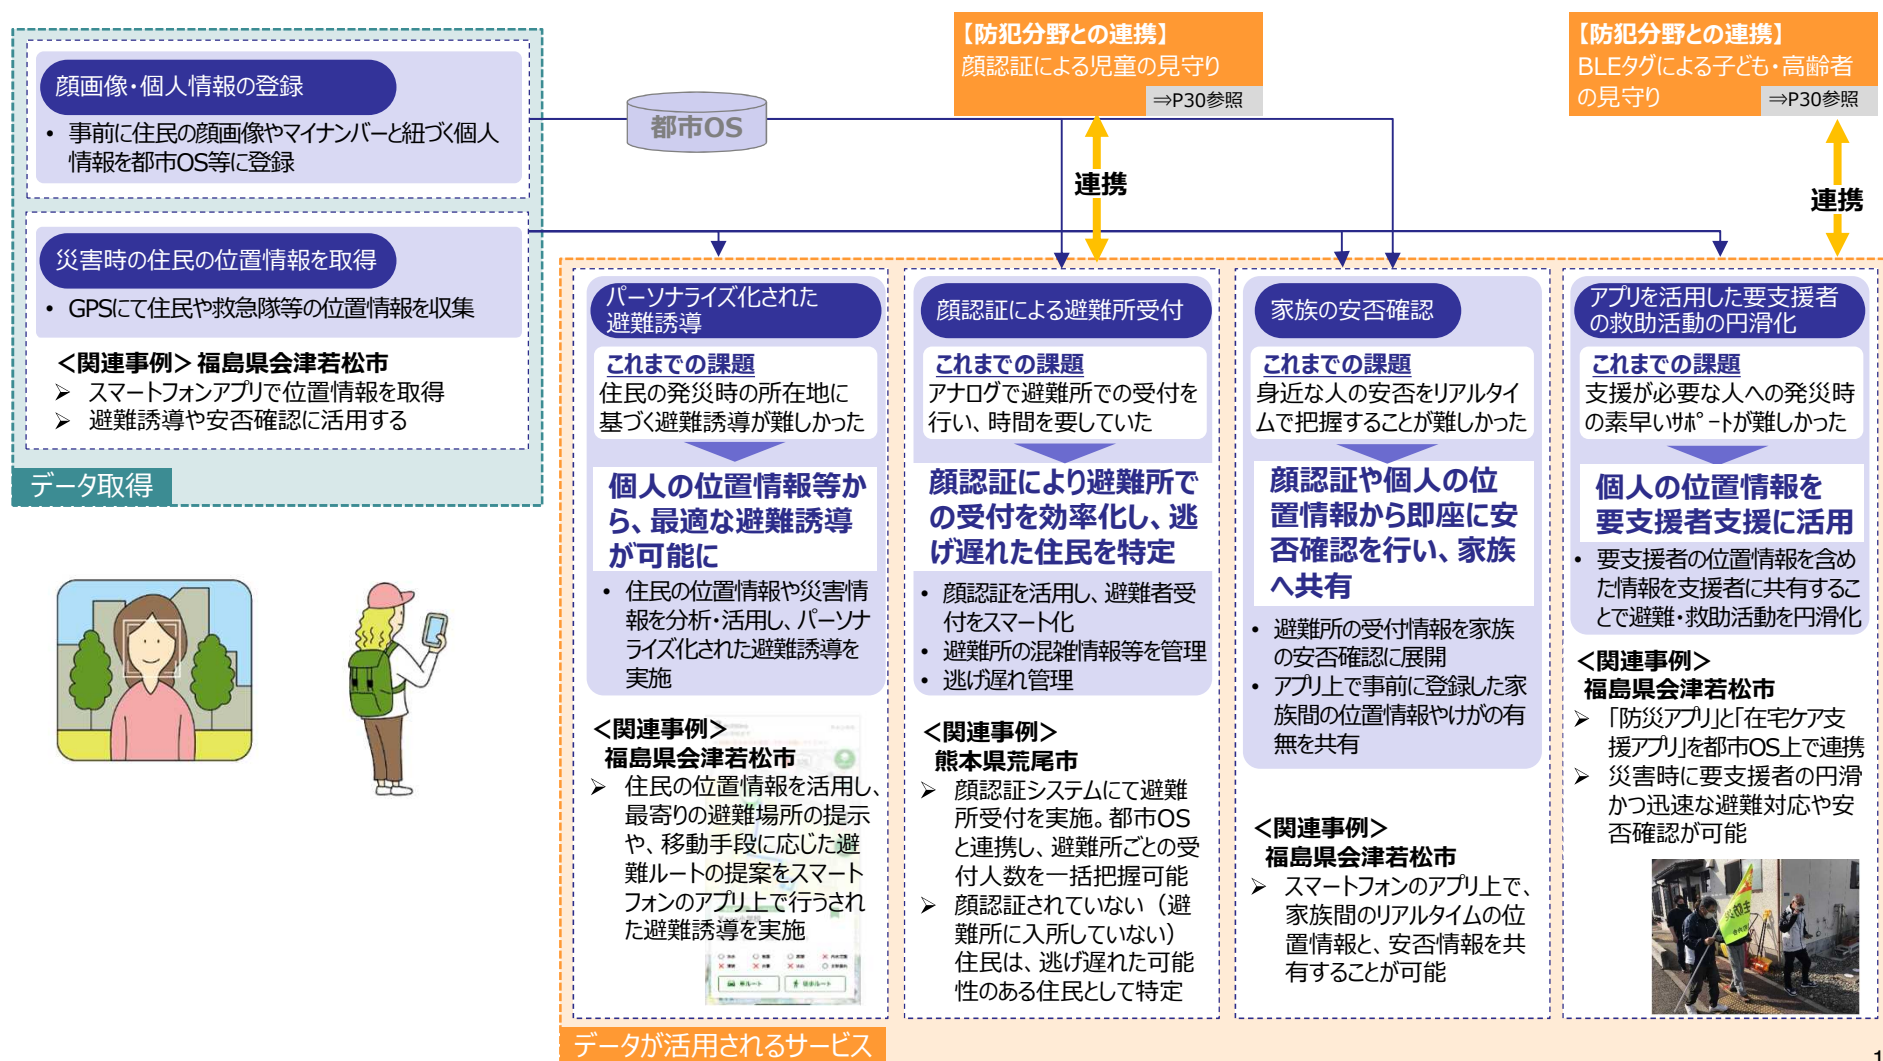 【防犯分野との連携】
顔認証による児童の見守り
⇒P30参照
【防犯分野との連携】
BLEタグによる子ども・高齢者
の見守り
⇒P30参照
顔画像・個人情報の登録
• 事前に住民の顔画像やマイナンバーと紐づく個人
情報を都市OS等に登録
都市OS
連携
連携
災害時の住民の位置情報を取得
• GPSにて住民や救急隊等の位置情報を収集
＜関連事例＞福島県会津若松市
➢ スマートフォンアプリで位置情報を取得
➢ 避難誘導や安否確認に活用する
データ取得
パーソナライズ化された
避難誘導
これまでの課題
住民の発災時の所在地に
基づく避難誘導が難しかった
個人の位置情報等か
ら、最適な避難誘導
が可能に
• 住民の位置情報や災害情
報を分析・活用し、パーソナ
ライズ化された避難誘導を
実施
＜関連事例＞
福島県会津若松市
➢ 住民の位置情報を活用し、
最寄りの避難場所の提示
や、移動手段に応じた避
難ルートの提案をスマート
フォンのアプリ上で行うされ
た避難誘導を実施
車ルート
徒歩ルート
顔認証による避難所受付
これまでの課題
アナログで避難所での受付を
行い、時間を要していた
顔認証により避難所で
の受付を効率化し、逃
げ遅れた住民を特定
• 顔認証を活用し、避難者受
付をスマート化
• 避難所の混雑情報等を管理
• 逃げ遅れ管理
＜関連事例＞
熊本県荒尾市
➢ 顔認証システムにて避難
所受付を実施。都市OS
と連携し、避難所ごとの受
付人数を一括把握可能
➢ 顔認証されていない（避
難所に入所していない）
住民は、逃げ遅れた可能
性のある住民として特定
家族の安否確認
これまでの課題
身近な人の安否をリアルタイ
ムで把握することが難しかった
顔認証や個人の位
置情報から即座に安
否確認を行い、家族
へ共有
• 避難所の受付情報を家族
の安否確認に展開
• アプリ上で事前に登録した家
族間の位置情報やけがの有
無を共有
＜関連事例＞
福島県会津若松市
➢ スマートフォンのアプリ上で、
家族間のリアルタイムの位
置情報と、安否情報を共
有することが可能
アプリを活用した要支援者
の救助活動の円滑化
これまでの課題
支援が必要な人への発災時
の素早いｻﾎﾟｰﾄが難しかった
個人の位置情報を
要支援者支援に活用
• 要支援者の位置情報を含め
た情報を支援者に共有するこ
とで避難・救助活動を円滑化
＜関連事例＞
福島県会津若松市
➢ 「防災アプリ」と「在宅ケア支
援アプリ」を都市OS上で連携
➢ 災害時に要支援者の円滑
かつ迅速な避難対応や安
否確認が可能
データが活用されるサービス
1